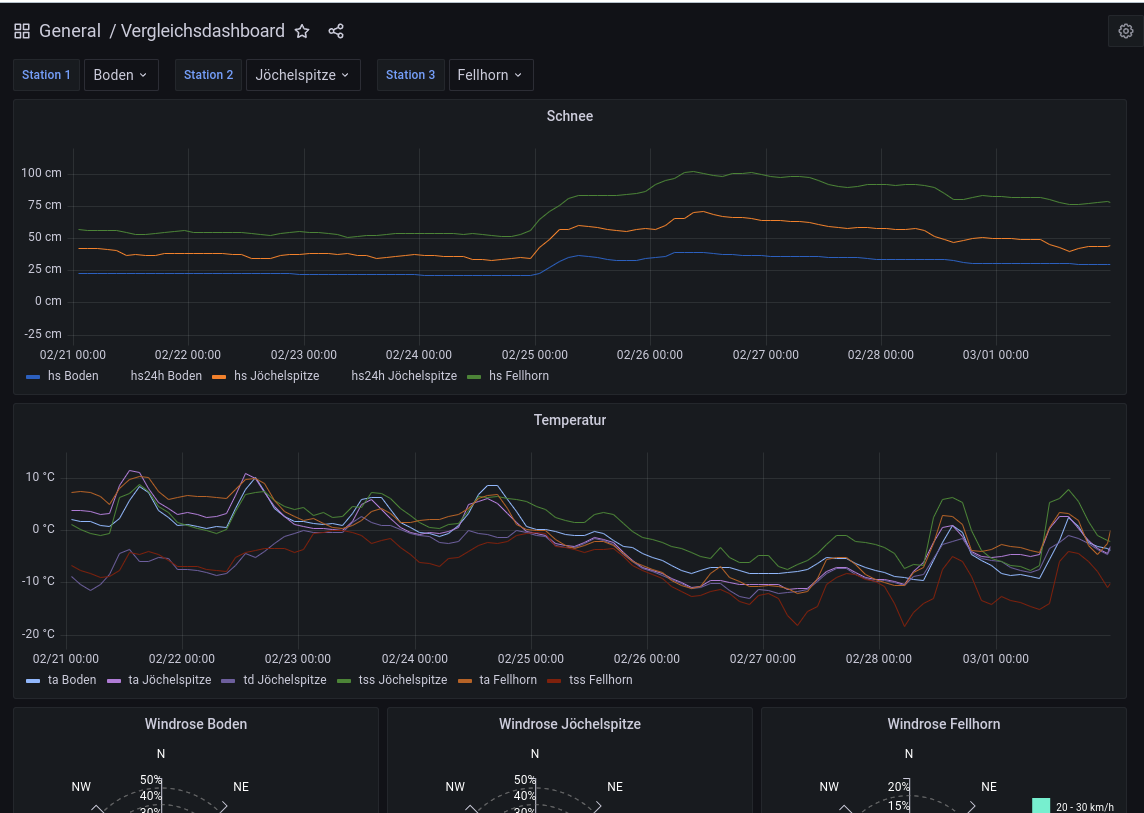 General / Vergleichsdashboard
Station 1 Boden Station 2 Jöchelspitze Station 3 Fellhorn
Schnee
100 cm
75 cm
50 cm
25 cm
0 cm
-25 cm
02/21 00:00 02/22 00:00 02/23 00:00 02/24 00:00 02/25 00:00 02/26 00:00 02/27 00:00 02/28 00:00 03/01 00:00
hs Boden hs24h Boden hs Jöchelspitze hs24h Jöchelspitze hs Fellhorn
Temperatur
10 °C
0 °C
-10 °C
-20 °C
02/21 00:00 02/22 00:00 02/23 00:00 02/24 00:00 02/25 00:00 02/26 00:00 02/27 00:00 02/28 00:00 03/01 00:00
ta Boden ta Jöchelspitze td Jöchelspitze tss Jöchelspitze ta Fellhorn tss Fellhorn
Windrose Boden
N
NW NE
50%
40%
30%
Windrose Jöchelspitze
N
NW NE
50%
40%
30%
Windrose Fellhorn
N
NW NE
20%
15%
20 - 30 km/h